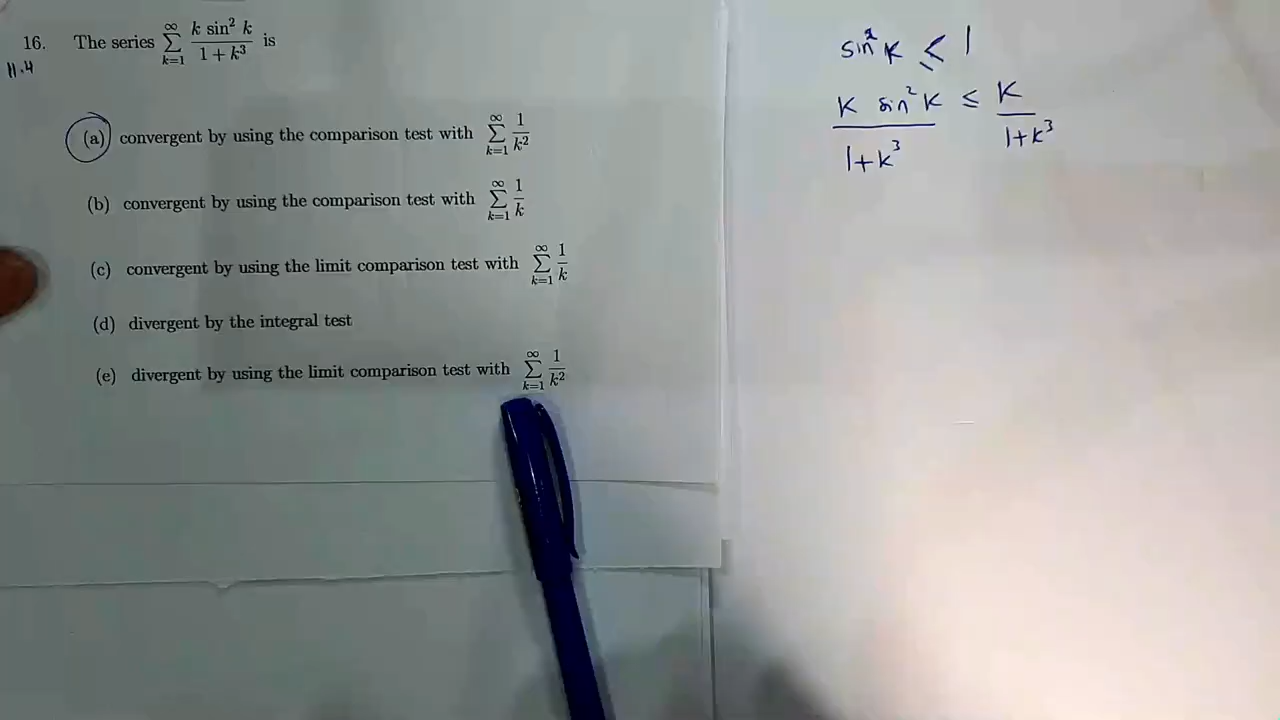 16. The series ∑_{k=1}^{∞} (k sin² k)/(1 + k³) is
11.4
(a) convergent by using the comparison test with ∑_{k=1}^{∞} 1/k²
(b) convergent by using the comparison test with ∑_{k=1}^{∞} 1/k
(c) convergent by using the limit comparison test with ∑_{k=1}^{∞} 1/k
(d) divergent by the integral test
(e) divergent by using the limit comparison test with ∑_{k=1}^{∞} 1/k²
sin² k ≤ 1
(k sin² k)/(1+k³) ≤ k/(1+k³)